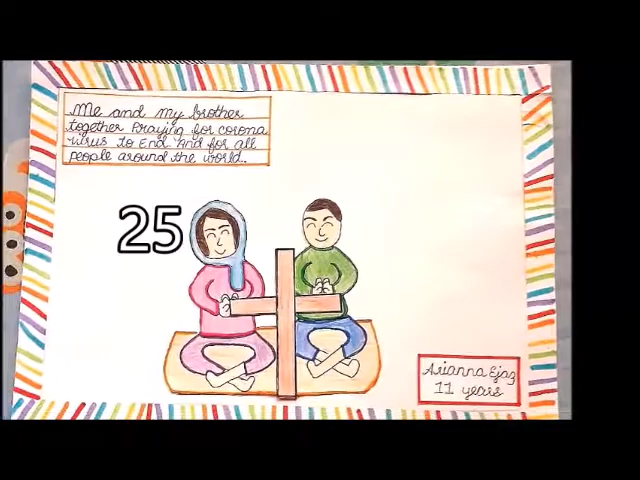 Me and my brother
together Praying for corona
virus to End And for all
people around the world..
25
Arianna Ejaz
11 years